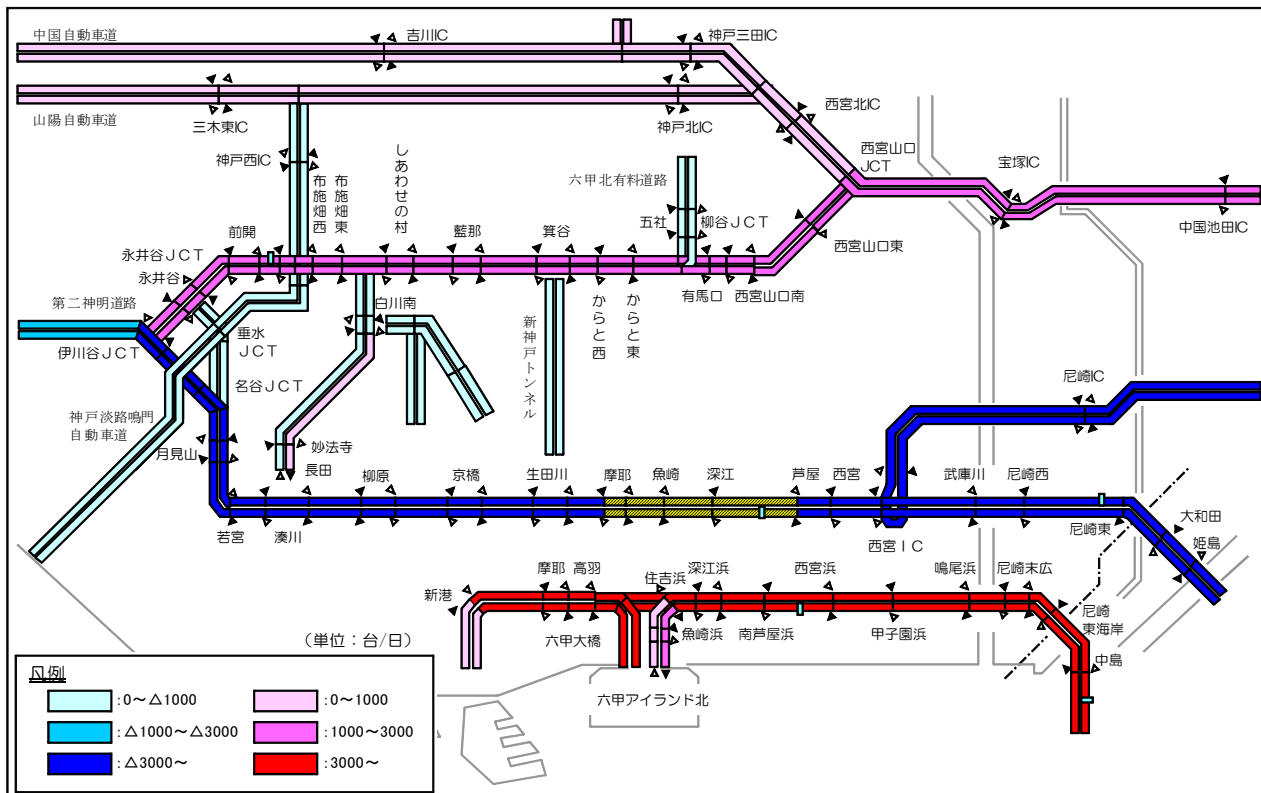 中国自動車道
吉川IC
神戸三田IC
山陽自動車道
三木東IC
神戸北IC
西宮北IC
西宮山口
JCT
宝塚IC
中国池田IC
神戸西IC
布施畑西
布施畑東
しあわせの村
六甲北有料道路
五社
柳谷JCT
西宮山口東
永井谷JCT
前開
藍那
箕谷
からと西
からと東
有馬口
西宮山口南
永井谷
第二神明道路
伊川谷JCT
垂水
JCT
白川南
新神戸トンネル
名谷JCT
神戸淡路鳴門
自動車道
月見山
妙法寺
長田
尼崎IC
柳原
京橋
生田川
摩耶
魚崎
深江
芦屋
西宮
武庫川
尼崎西
若宮
湊川
西宮IC
尼崎東
大和田
姫島
新港
摩耶
高羽
住吉浜
深江浜
西宮浜
鳴尾浜
尼崎末広
六甲大橋
魚崎浜
南芦屋浜
甲子園浜
尼崎
東海岸
中島
六甲アイランド北
(単位:台/日)
凡例
:0~△1000
:0~1000
:△1000~△3000
:1000~3000
:△3000~
:3000~